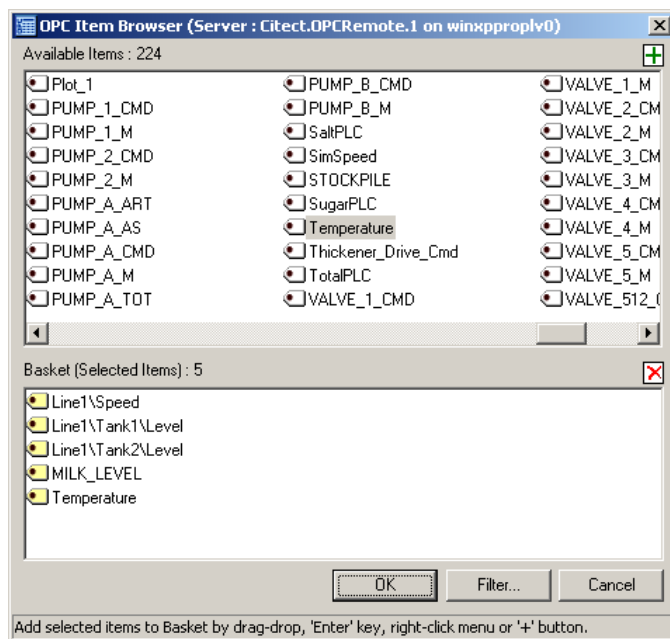 OPC Item Browser (Server : Citect.OPCRemote.1 on winxpproplv0)
Available Items : 224
Plot_1
PUMP_1_CMD
PUMP_1_M
PUMP_2_CMD
PUMP_2_M
PUMP_A_ART
PUMP_A_AS
PUMP_A_CMD
PUMP_A_M
PUMP_A_TOT
PUMP_B_CMD
PUMP_B_M
SaltPLC
SimSpeed
STOCKPILE
SugarPLC
Temperature
Thickener_Drive_Cmd
TotalPLC
VALVE_1_CMD
VALVE_1_M
VALVE_2_CM
VALVE_2_M
VALVE_3_CM
VALVE_3_M
VALVE_4_CM
VALVE_4_M
VALVE_5_CM
VALVE_5_M
VALVE_512_
Basket (Selected Items) : 5
Line1\Speed
Line1\Tank1\Level
Line1\Tank2\Level
MILK_LEVEL
Temperature
OK
Filter...
Cancel
Add selected items to Basket by drag-drop, 'Enter' key, right-click menu or '+' button.